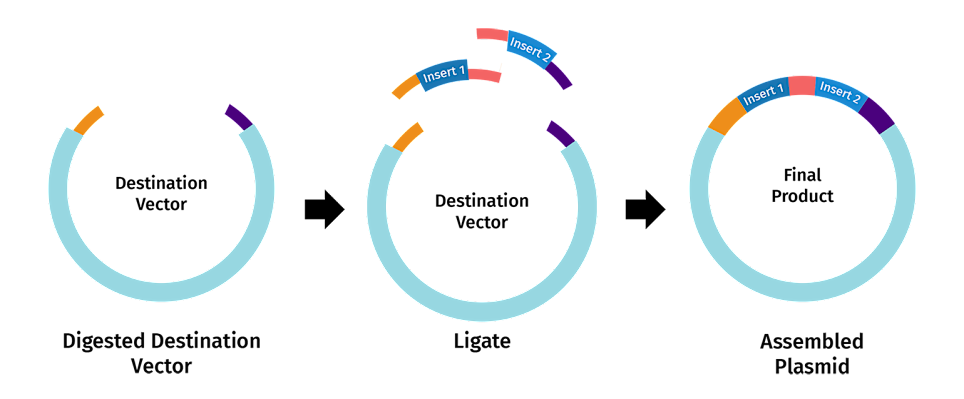 Destination
Vector
Digested Destination
Vector
Insert 1
Insert 2
Destination
Vector
Ligate
Insert 1
Insert 2
Final
Product
Assembled
Plasmid